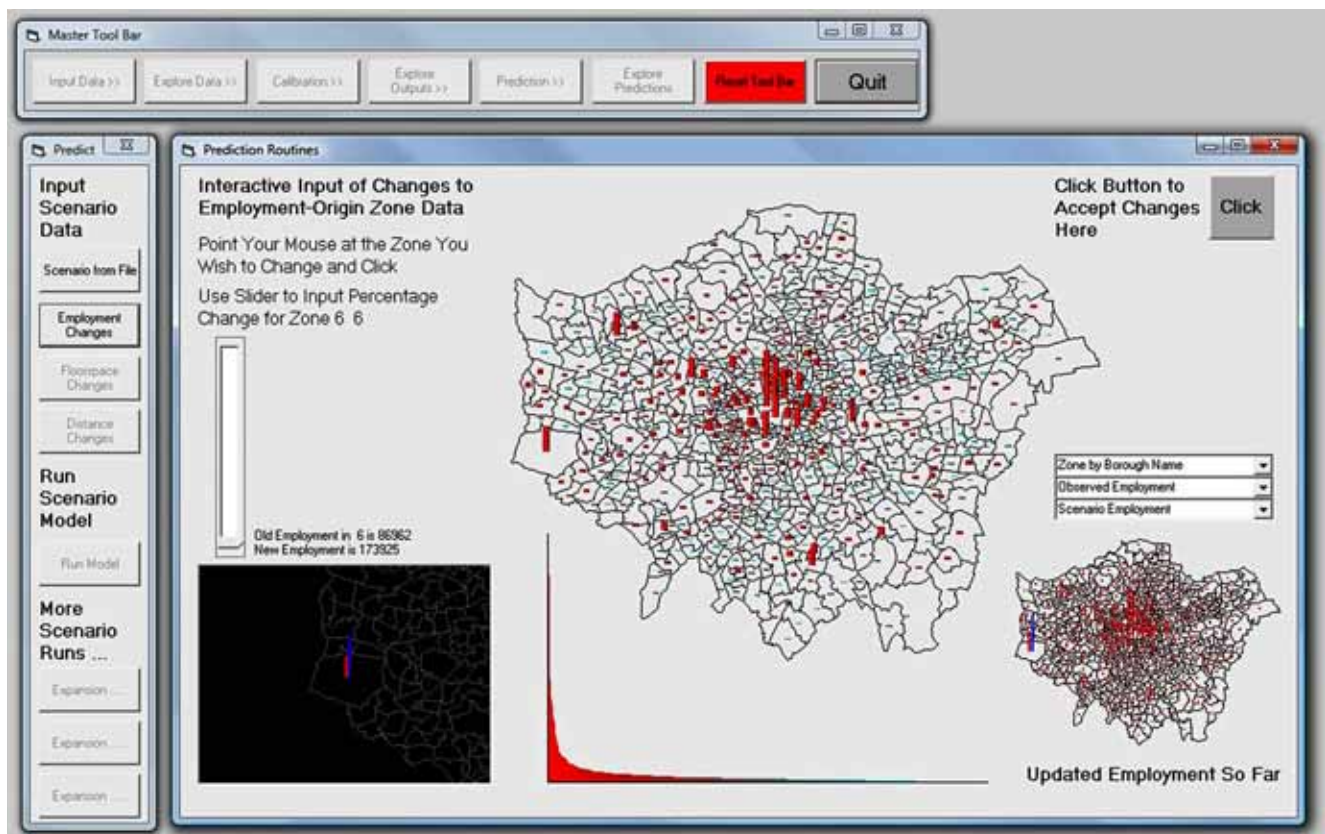 Master Tool Bar
Input Data >>
Explore Data >>
Calibration >>
Explore
Outputs >>
Prediction >>
Explore
Predictions
Reset Tool Bar
Quit
Predict
Input
Scenario
Data
Scenario from File
Employment
Changes
Floorspace
Changes
Distance
Changes
Run
Scenario
Model
Run Model
More
Scenario
Runs ...
Expansion ....
Expansion ....
Expansion ....
Prediction Routines
Interactive Input of Changes to
Employment-Origin Zone Data
Point Your Mouse at the Zone You
Wish to Change and Click
Use Slider to Input Percentage
Change for Zone 6 6
Old Employment in 6 is 86962
New Employment is 173925
Click Button to
Accept Changes
Here
Click
Zone by Borough Name
Observed Employment
Scenario Employment
Updated Employment So Far